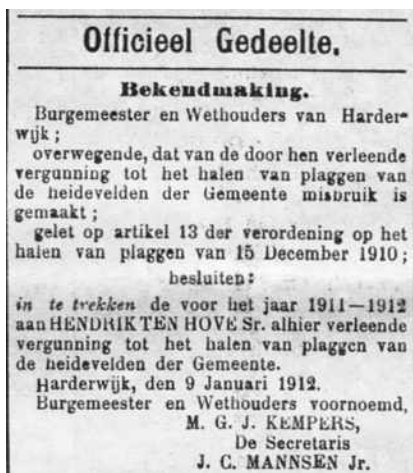 Officieel Gedeelte.
Bekendmaking.
Burgemeester en Wethouders van Harder-
wijk;
overwegende, dat van de door hen verleende
vergunning tot het halen van plaggen van
de heidevelden der Gemeente misbruik is
gemaakt;
gelet op artikel 13 der verordening op het
halen van plaggen van 15 December 1910;
besluiten:
in te trekken de voor het jaar 1911—1912
aan HENDRIK TEN HOVE Sr. alhier verleende
vergunning tot het halen van plaggen van
de heidevelden der Gemeente.
Harderwijk, den 9 Januari 1912.
Burgemeester en Wethouders voornoemd,
M. G. J. KEMPERS,
De Secretaris
J. C. MANNSEN Jr.